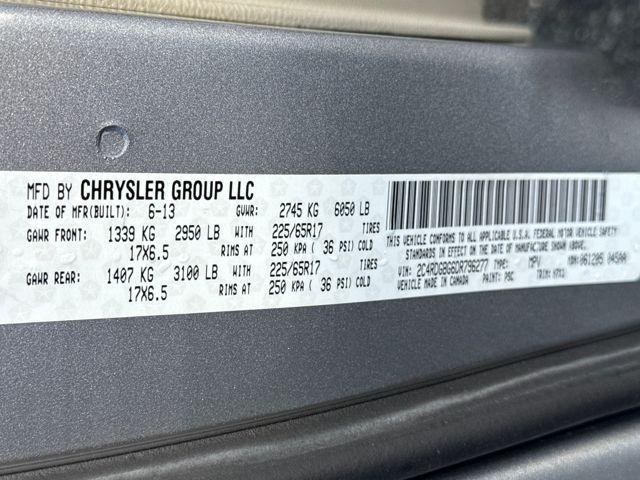 MFD BY CHRYSLER GROUP LLC
DATE OF MFR(BUILT): 6-13 GVWR: 2745 KG 6050 LB
GAWR FRONT: 1339 KG 2950 LB WITH 225/65R17 TIRES
17X6.5 RIMS AT 250 KPA ( 36 PSI) COLD
GAWR REAR: 1407 KG 3100 LB WITH 225/65R17 TIRES
17X6.5 RIMS AT 250 KPA ( 36 PSI) COLD
THIS VEHICLE CONFORMS TO ALL APPLICABLE U.S.A. FEDERAL MOTOR VEHICLE SAFETY
STANDARDS IN EFFECT ON THE DATE OF MANUFACTURE SHOWN ABOVE
VIN: 2C4RDGBG6DR796277 TYPE: MPV MDH: 061205 045AA
VEHICLE MADE IN CANADA PAINT: PSC TRIM: